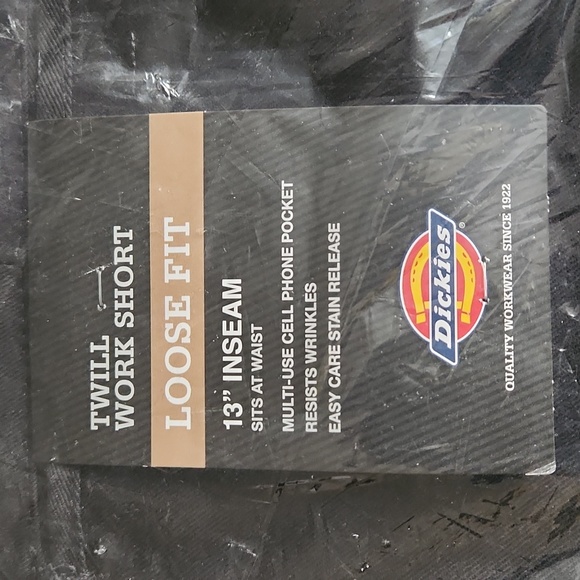 TWILL
WORK SHORT
LOOSE FIT
13” INSEAM
SITS AT WAIST
MULTI-USE CELL PHONE POCKET
RESISTS WRINKLES
EASY CARE STAIN RELEASE
Dickies®
QUALITY WORKWEAR SINCE 1922